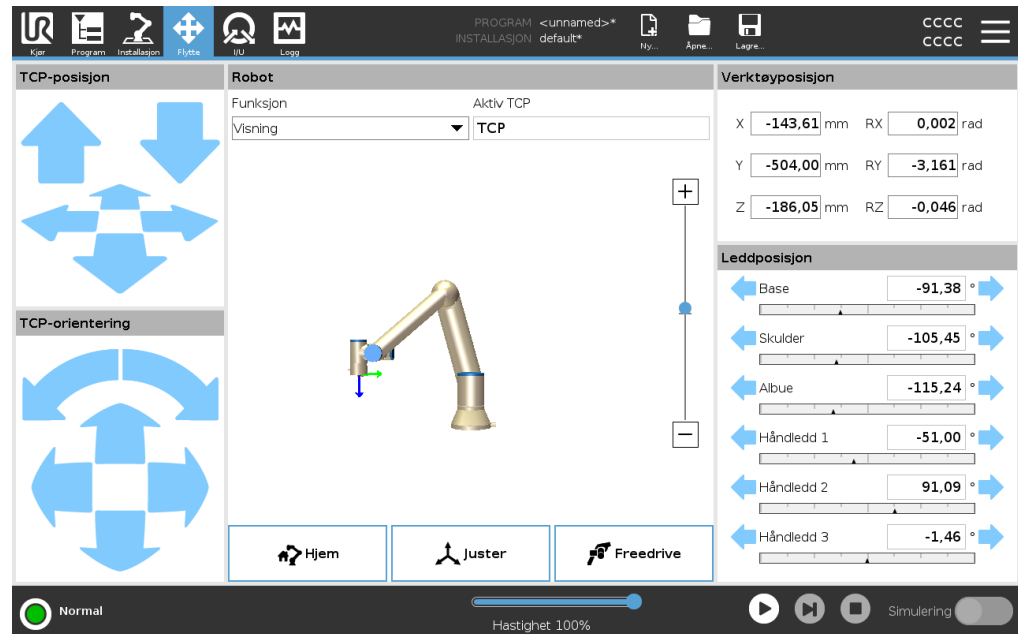 UR
Kjør
Program
Installasjon
Flytte
I/U
Logg
PROGRAM <unnamed>*
INSTALLASJON default*
Ny...
Åpne...
Lagre...
CCCC
CCCC
TCP-posisjon
TCP-orientering
Robot
Funksjon
Aktiv TCP
Visning
TCP
+
−
Hjem
Juster
Freedrive
Verktøyposisjon
X -143,61 mm RX 0,002 rad
Y -504,00 mm RY -3,161 rad
Z -186,05 mm RZ -0,046 rad
Leddposisjon
Base -91,38 °
Skulder -105,45 °
Albue -115,24 °
Håndledd 1 -51,00 °
Håndledd 2 91,09 °
Håndledd 3 -1,46 °
Normal
Hastighet 100%
Simulering